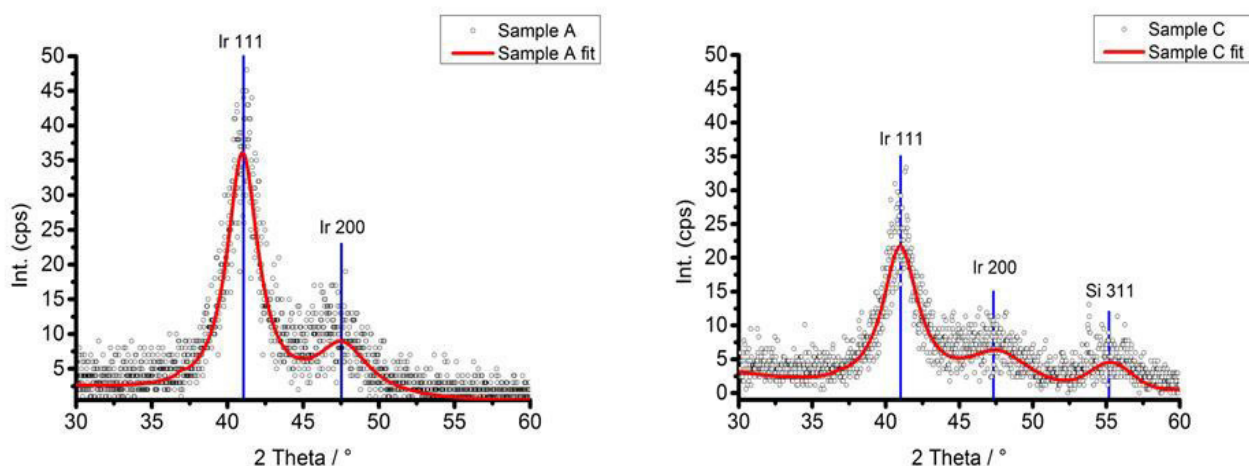 Sample A
Sample A fit
Ir 111
Ir 200
50
45
40
35
30
25
20
15
10
5
Int. (cps)
30 35 40 45 50 55 60
2 Theta / °
Sample C
Sample C fit
Ir 111
Ir 200
Si 311
50
45
40
35
30
25
20
15
10
5
0
Int. (cps)
30 35 40 45 50 55 60
2 Theta / °